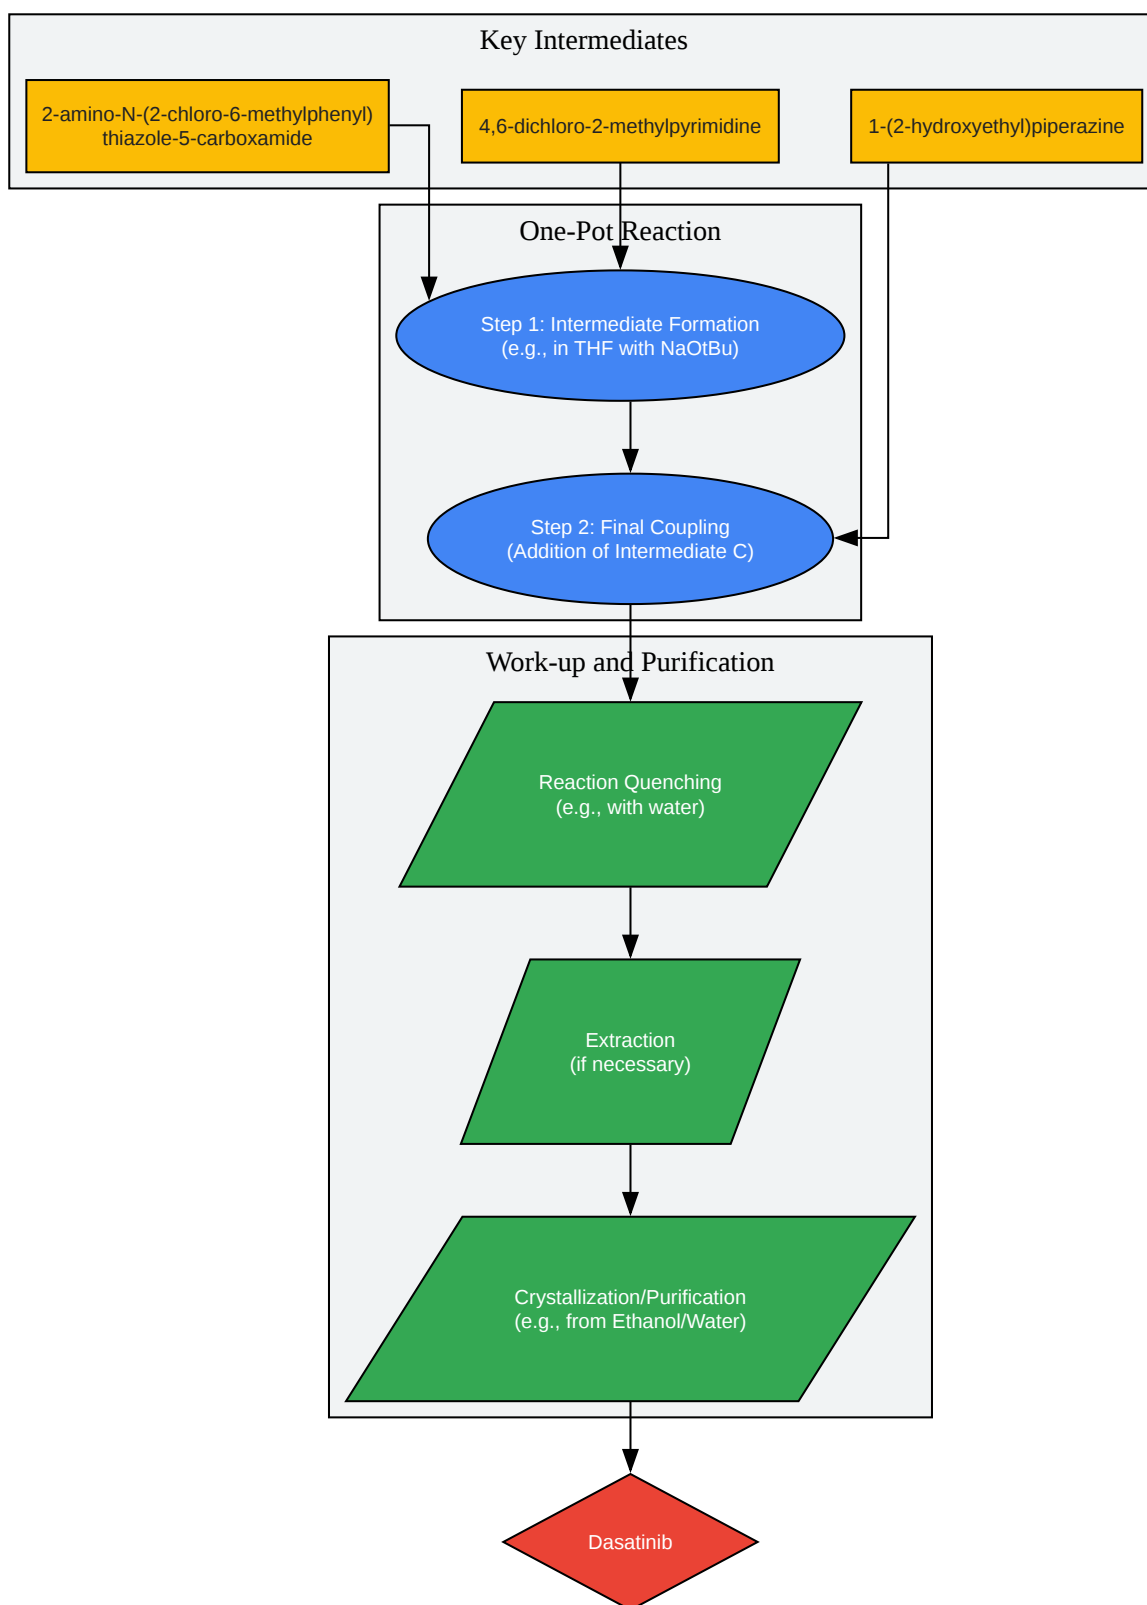 Key Intermediates
2-amino-N-(2-chloro-6-methylphenyl)
thiazole-5-carboxamide
4,6-dichloro-2-methylpyrimidine
1-(2-hydroxyethyl)piperazine
One-Pot Reaction
Step 1: Intermediate Formation
(e.g., in THF with NaOtBu)
Step 2: Final Coupling
(Addition of Intermediate C)
Work-up and Purification
Reaction Quenching
(e.g., with water)
Extraction
(if necessary)
Crystallization/Purification
(e.g., from Ethanol/Water)
Dasatinib